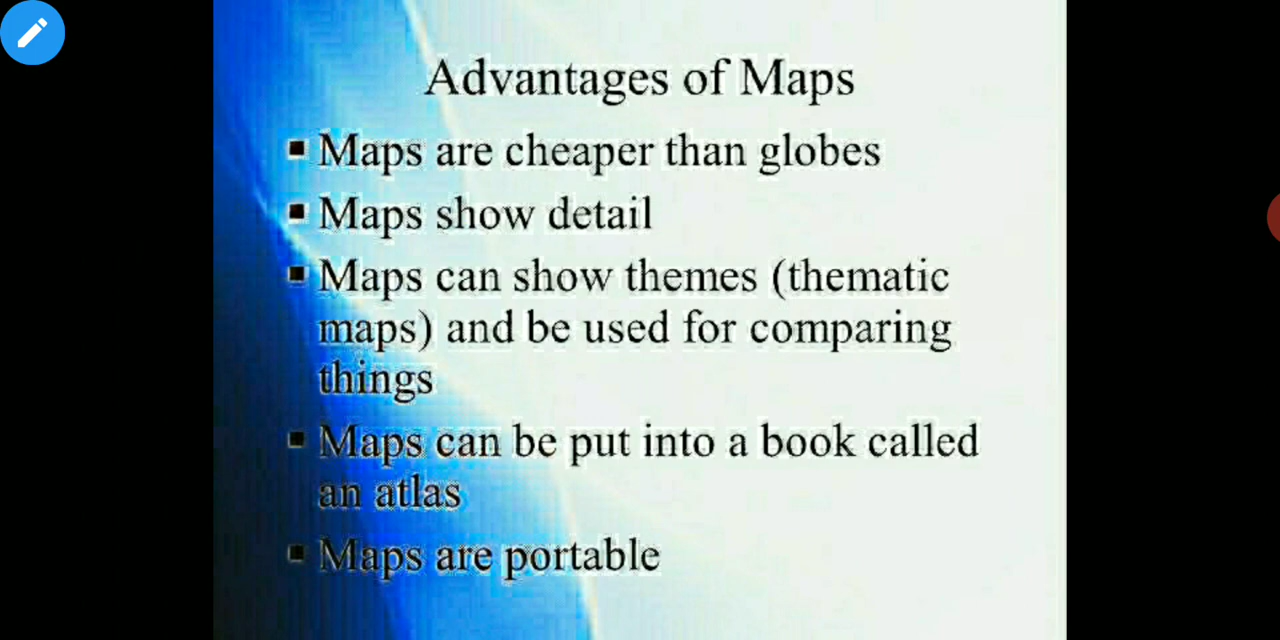 Advantages of Maps
▪ Maps are cheaper than globes
▪ Maps show detail
▪ Maps can show themes (thematic
maps) and be used for comparing
things
▪ Maps can be put into a book called
an atlas
▪ Maps are portable